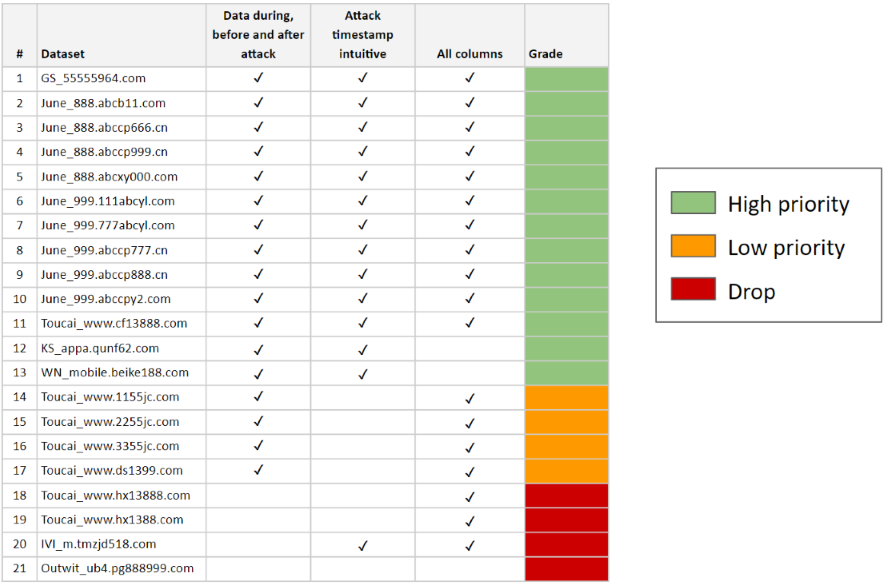 # Dataset Data during, before and after attack Attack timestamp intuitive All columns Grade
1 GS_55555964.com ✓ ✓ ✓
2 June_888.abcb11.com ✓ ✓ ✓
3 June_888.abccp666.cn ✓ ✓ ✓
4 June_888.abccp999.cn ✓ ✓ ✓
5 June_888.abcxy000.com ✓ ✓ ✓
6 June_999.111abcyl.com ✓ ✓ ✓
7 June_999.777abcyl.com ✓ ✓ ✓
8 June_999.abccp777.cn ✓ ✓ ✓
9 June_999.abccp888.cn ✓ ✓ ✓
10 June_999.abccpy2.com ✓ ✓ ✓
11 Toucai_www.cf13888.com ✓ ✓ ✓
12 KS_appa.qunf62.com ✓ ✓
13 WN_mobile.beike188.com ✓ ✓
14 Toucai_www.1155jc.com ✓ ✓
15 Toucai_www.2255jc.com ✓ ✓
16 Toucai_www.3355jc.com ✓ ✓
17 Toucai_www.ds1399.com ✓ ✓
18 Toucai_www.hx13888.com ✓
19 Toucai_www.hx1388.com ✓
20 IVI_m.tmzjd518.com ✓ ✓
21 Outwit_ub4.pg888999.com
High priority
Low priority
Drop